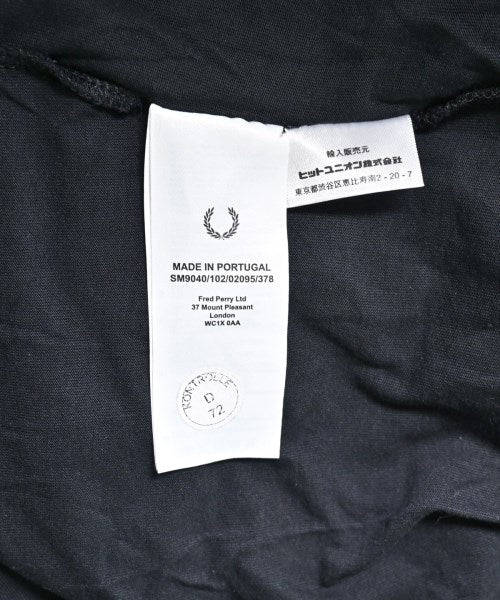 MADE IN PORTUGAL
SM9040/102/02095/378
Fred Perry Ltd
37 Mount Pleasant
London
WC1X 0AA
KONTROLLE
D
72
輸入販売元
ヒットユニオン株式会社
東京都渋谷区恵比寿南2-20-7